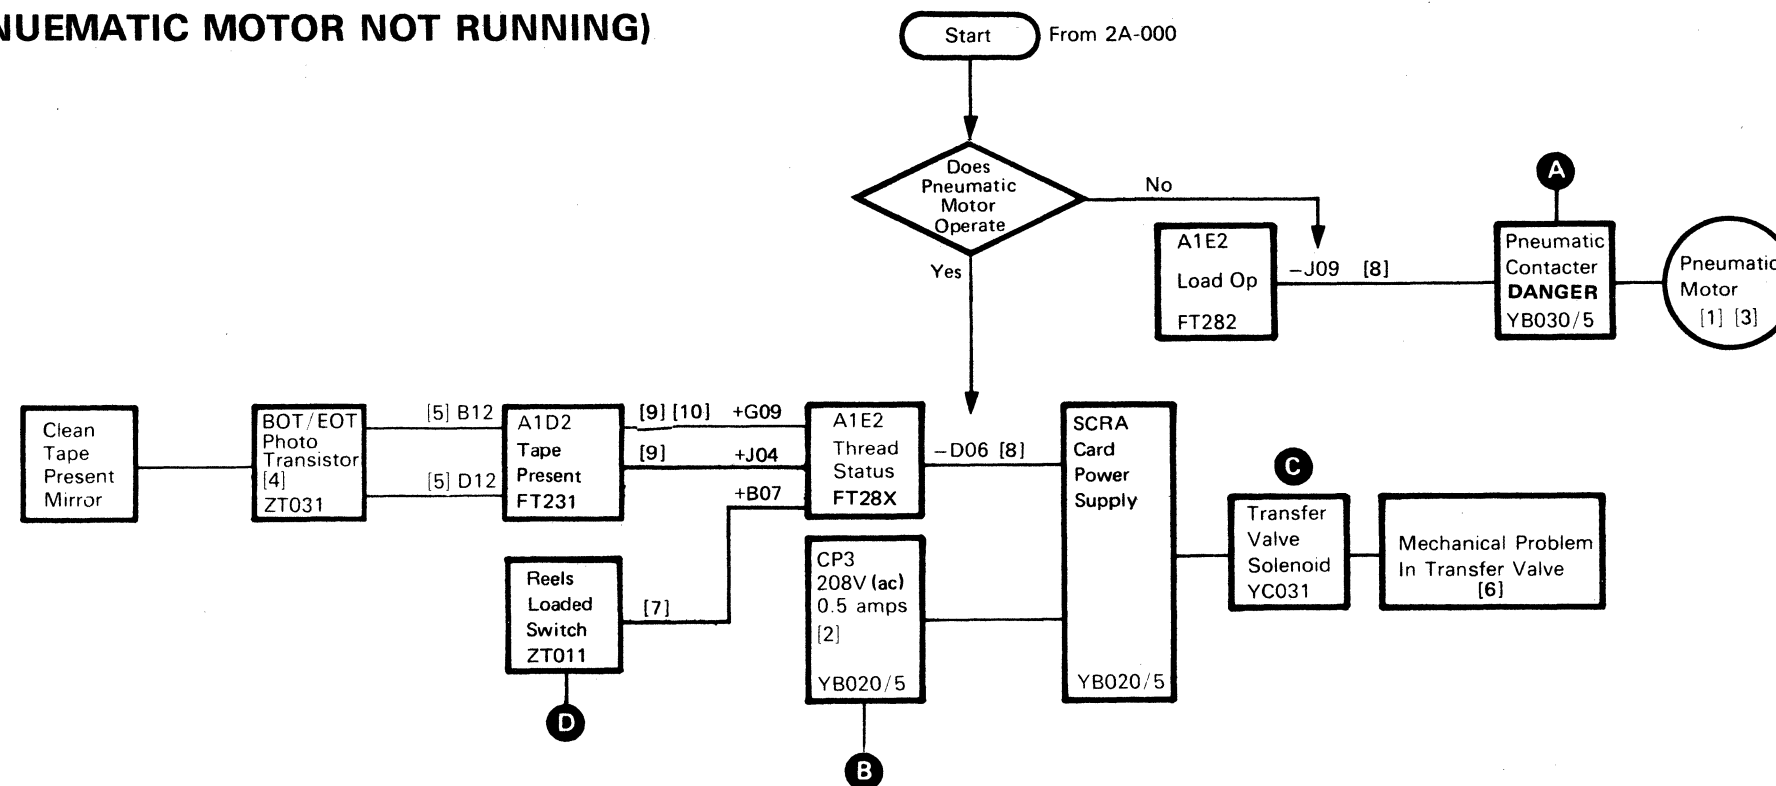 NUEMATIC MOTOR NOT RUNNING)
Start
From 2A-000
Does
Pneumatic
Motor
Operate
No
Yes
A
A1E2
Load Op
FT282
–J09 [8]
Pneumatic
Contacter
DANGER
YB030/5
Pneumatic
Motor
[1] [3]
Clean
Tape
Present
Mirror
BOT/EOT
Photo
Transistor
[4]
ZT031
[5] B12
[5] D12
A1D2
Tape
Present
FT231
[9] [10] +G09
[9] +J04
+B07
A1E2
Thread
Status
FT28X
–D06 [8]
SCRA
Card
Power
Supply
YB020/5
Reels
Loaded
Switch
ZT011
[7]
D
CP3
208V (ac)
0.5 amps
[2]
YB020/5
B
C
Transfer
Valve
Solenoid
YC031
Mechanical Problem
In Transfer Valve
[6]